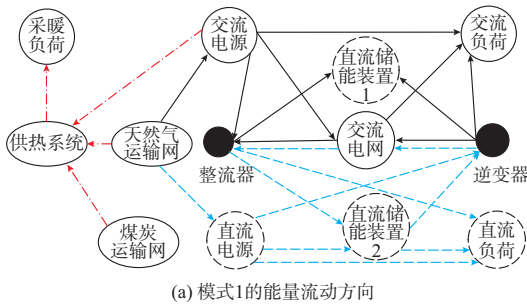 采暖
负荷
交流
电源
直流储
能装置
1
交流
负荷
供热系统
天然气
运输网
整流器
交流
电网
逆变器
煤炭
运输网
直流
电源
直流储
能装置
2
直流
负荷
(a) 模式1的能量流动方向